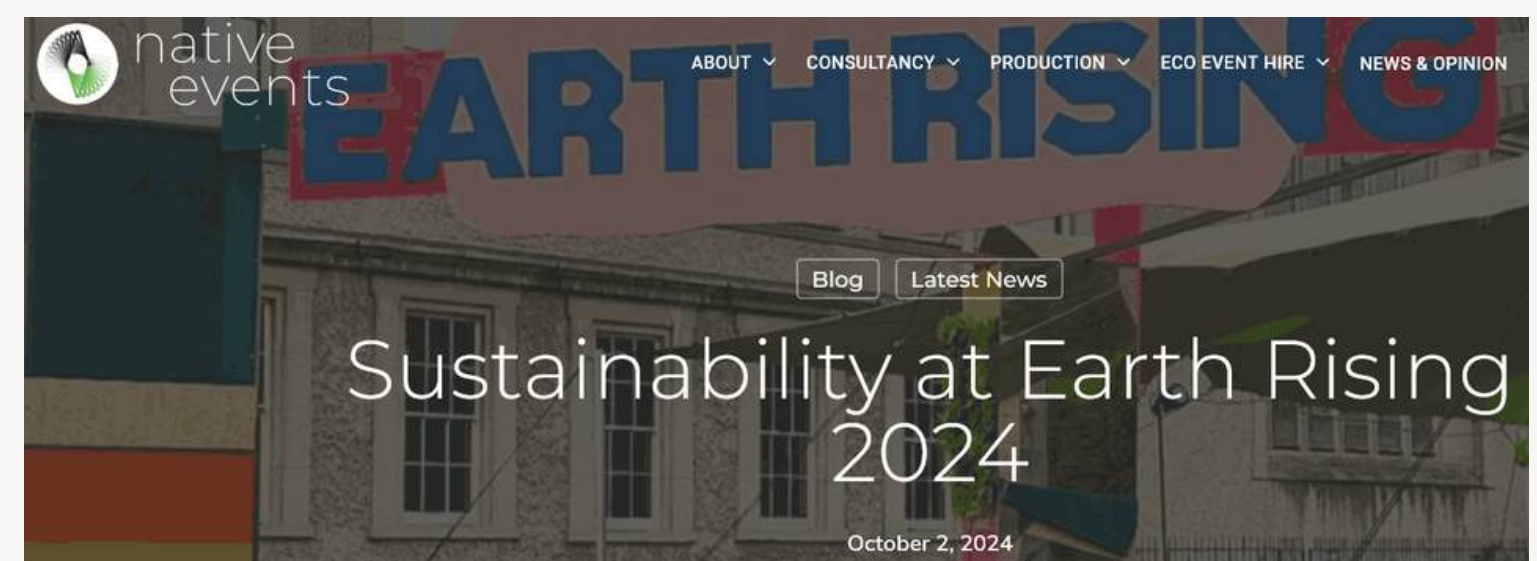 native
events
ABOUT CONSULTANCY PRODUCTION ECO EVENT HIRE NEWS & OPINION
EARTH RISING
Blog Latest News
Sustainability at Earth Rising
2024
October 2, 2024